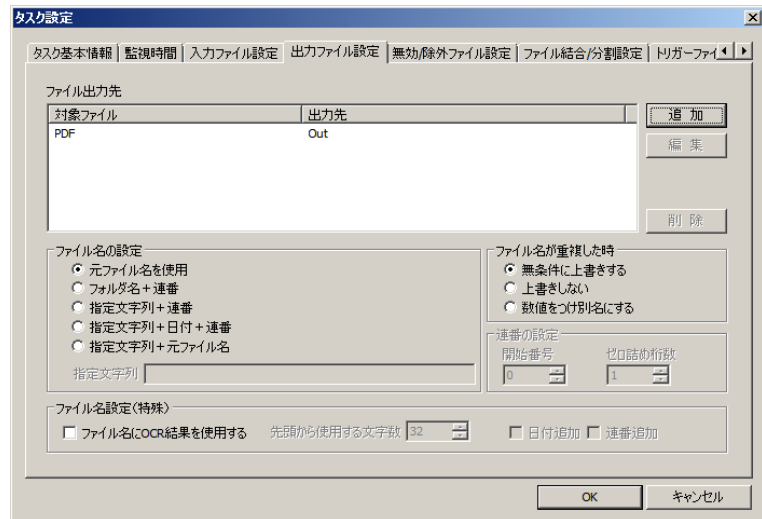 タスク設定
タスク基本情報 監視時間 入力ファイル設定 出力ファイル設定 無効/除外ファイル設定 ファイル結合/分割設定 トリガーファイ
ファイル出力先
対象ファイル 出力先
追 加
PDF Out
編 集
削 除
ファイル名の設定
元ファイル名を使用
フォルダ名+連番
指定文字列+連番
指定文字列+日付+連番
指定文字列+元ファイル名
指定文字列
ファイル名が重複した時
無条件に上書きする
上書きしない
数値をつけ別名にする
連番の設定
開始番号 ゼロ詰め桁数
0 1
ファイル名設定(特殊)
ファイル名にOCR結果を使用する 先頭から使用する文字数 32 日付追加 連番追加
OK キャンセル